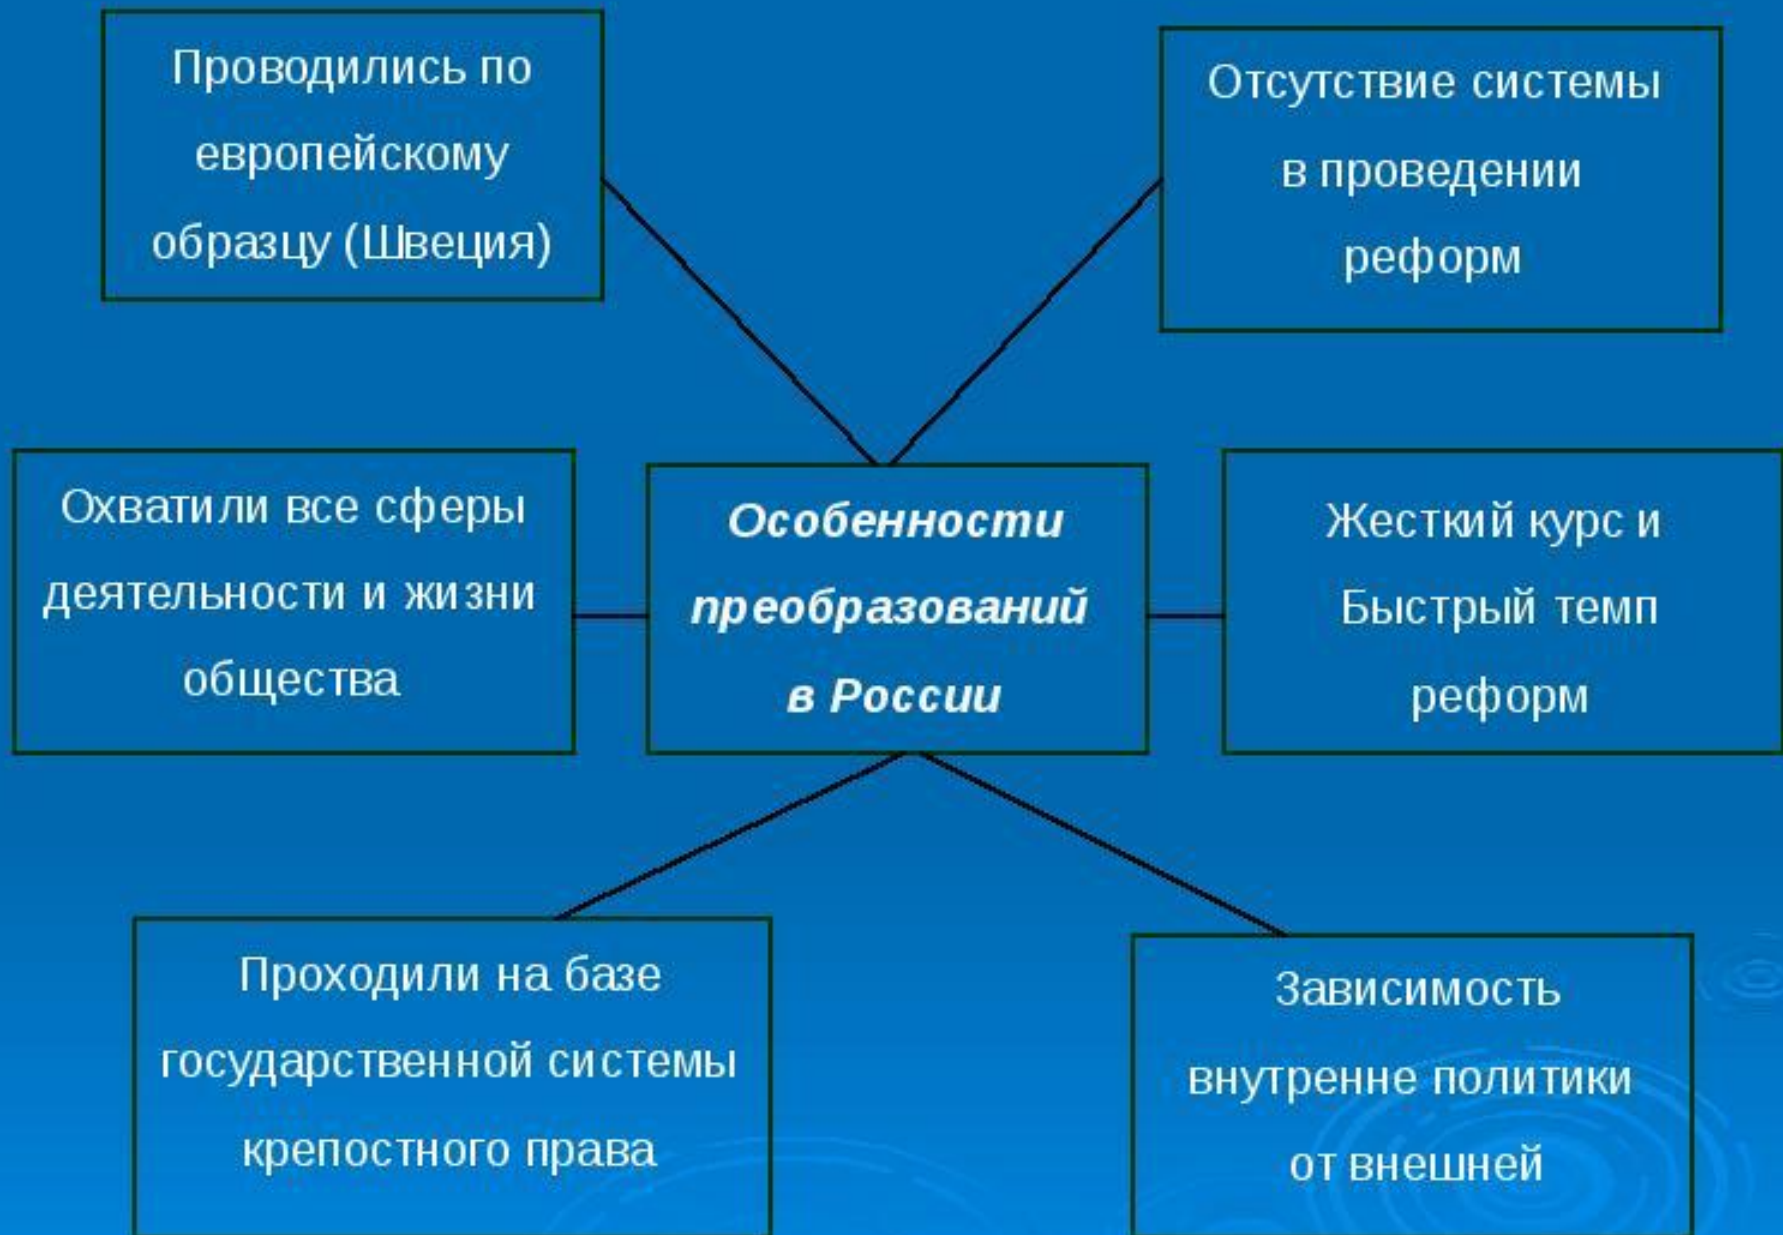 Проводились по
европейскому
образцу (Швеция)
Отсутствие системы
в проведении
реформ
Охватили все сферы
деятельности и жизни
общества
Особенности
преобразований
в России
Жесткий курс и
Быстрый темп
реформ
Проходили на базе
государственной системы
крепостного права
Зависимость
внутренне политики
от внешней